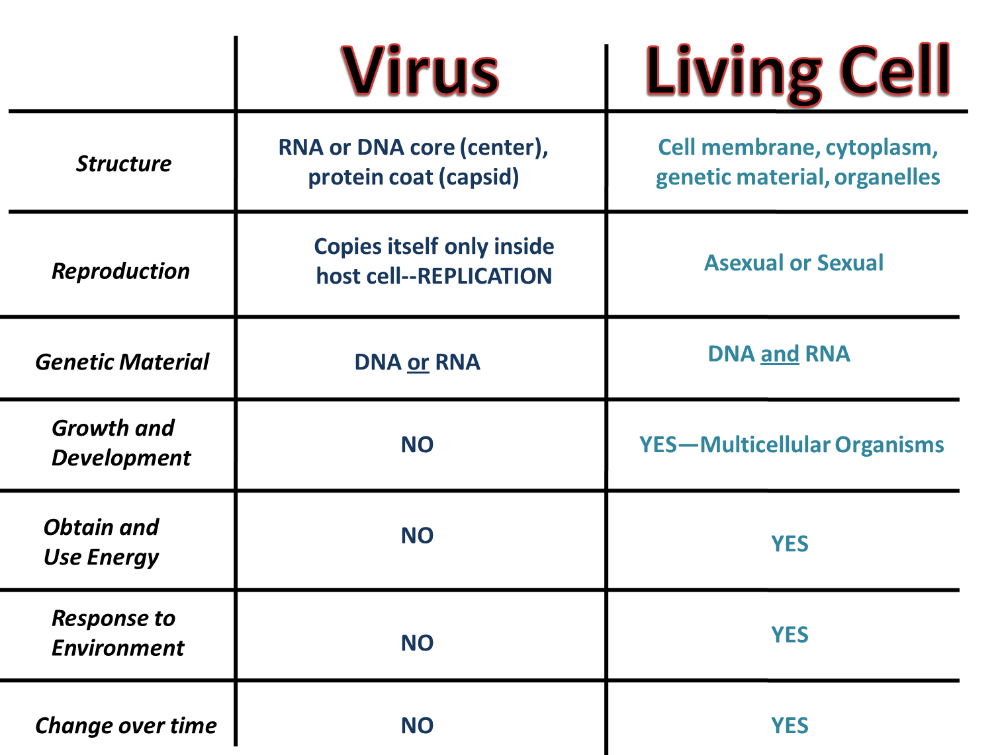 Virus
Living Cell
Structure
RNA or DNA core (center),
protein coat (capsid)
Cell membrane, cytoplasm,
genetic material, organelles
Reproduction
Copies itself only inside
host cell--REPLICATION
Asexual or Sexual
Genetic Material
DNA or RNA
DNA and RNA
Growth and
Development
NO
YES—Multicellular Organisms
Obtain and
Use Energy
NO
YES
Response to
Environment
NO
YES
Change over time
NO
YES